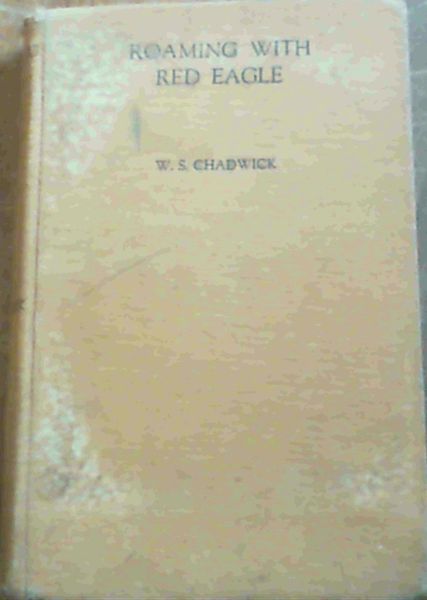 ROAMING WITH
RED EAGLE
W. S. CHADWICK